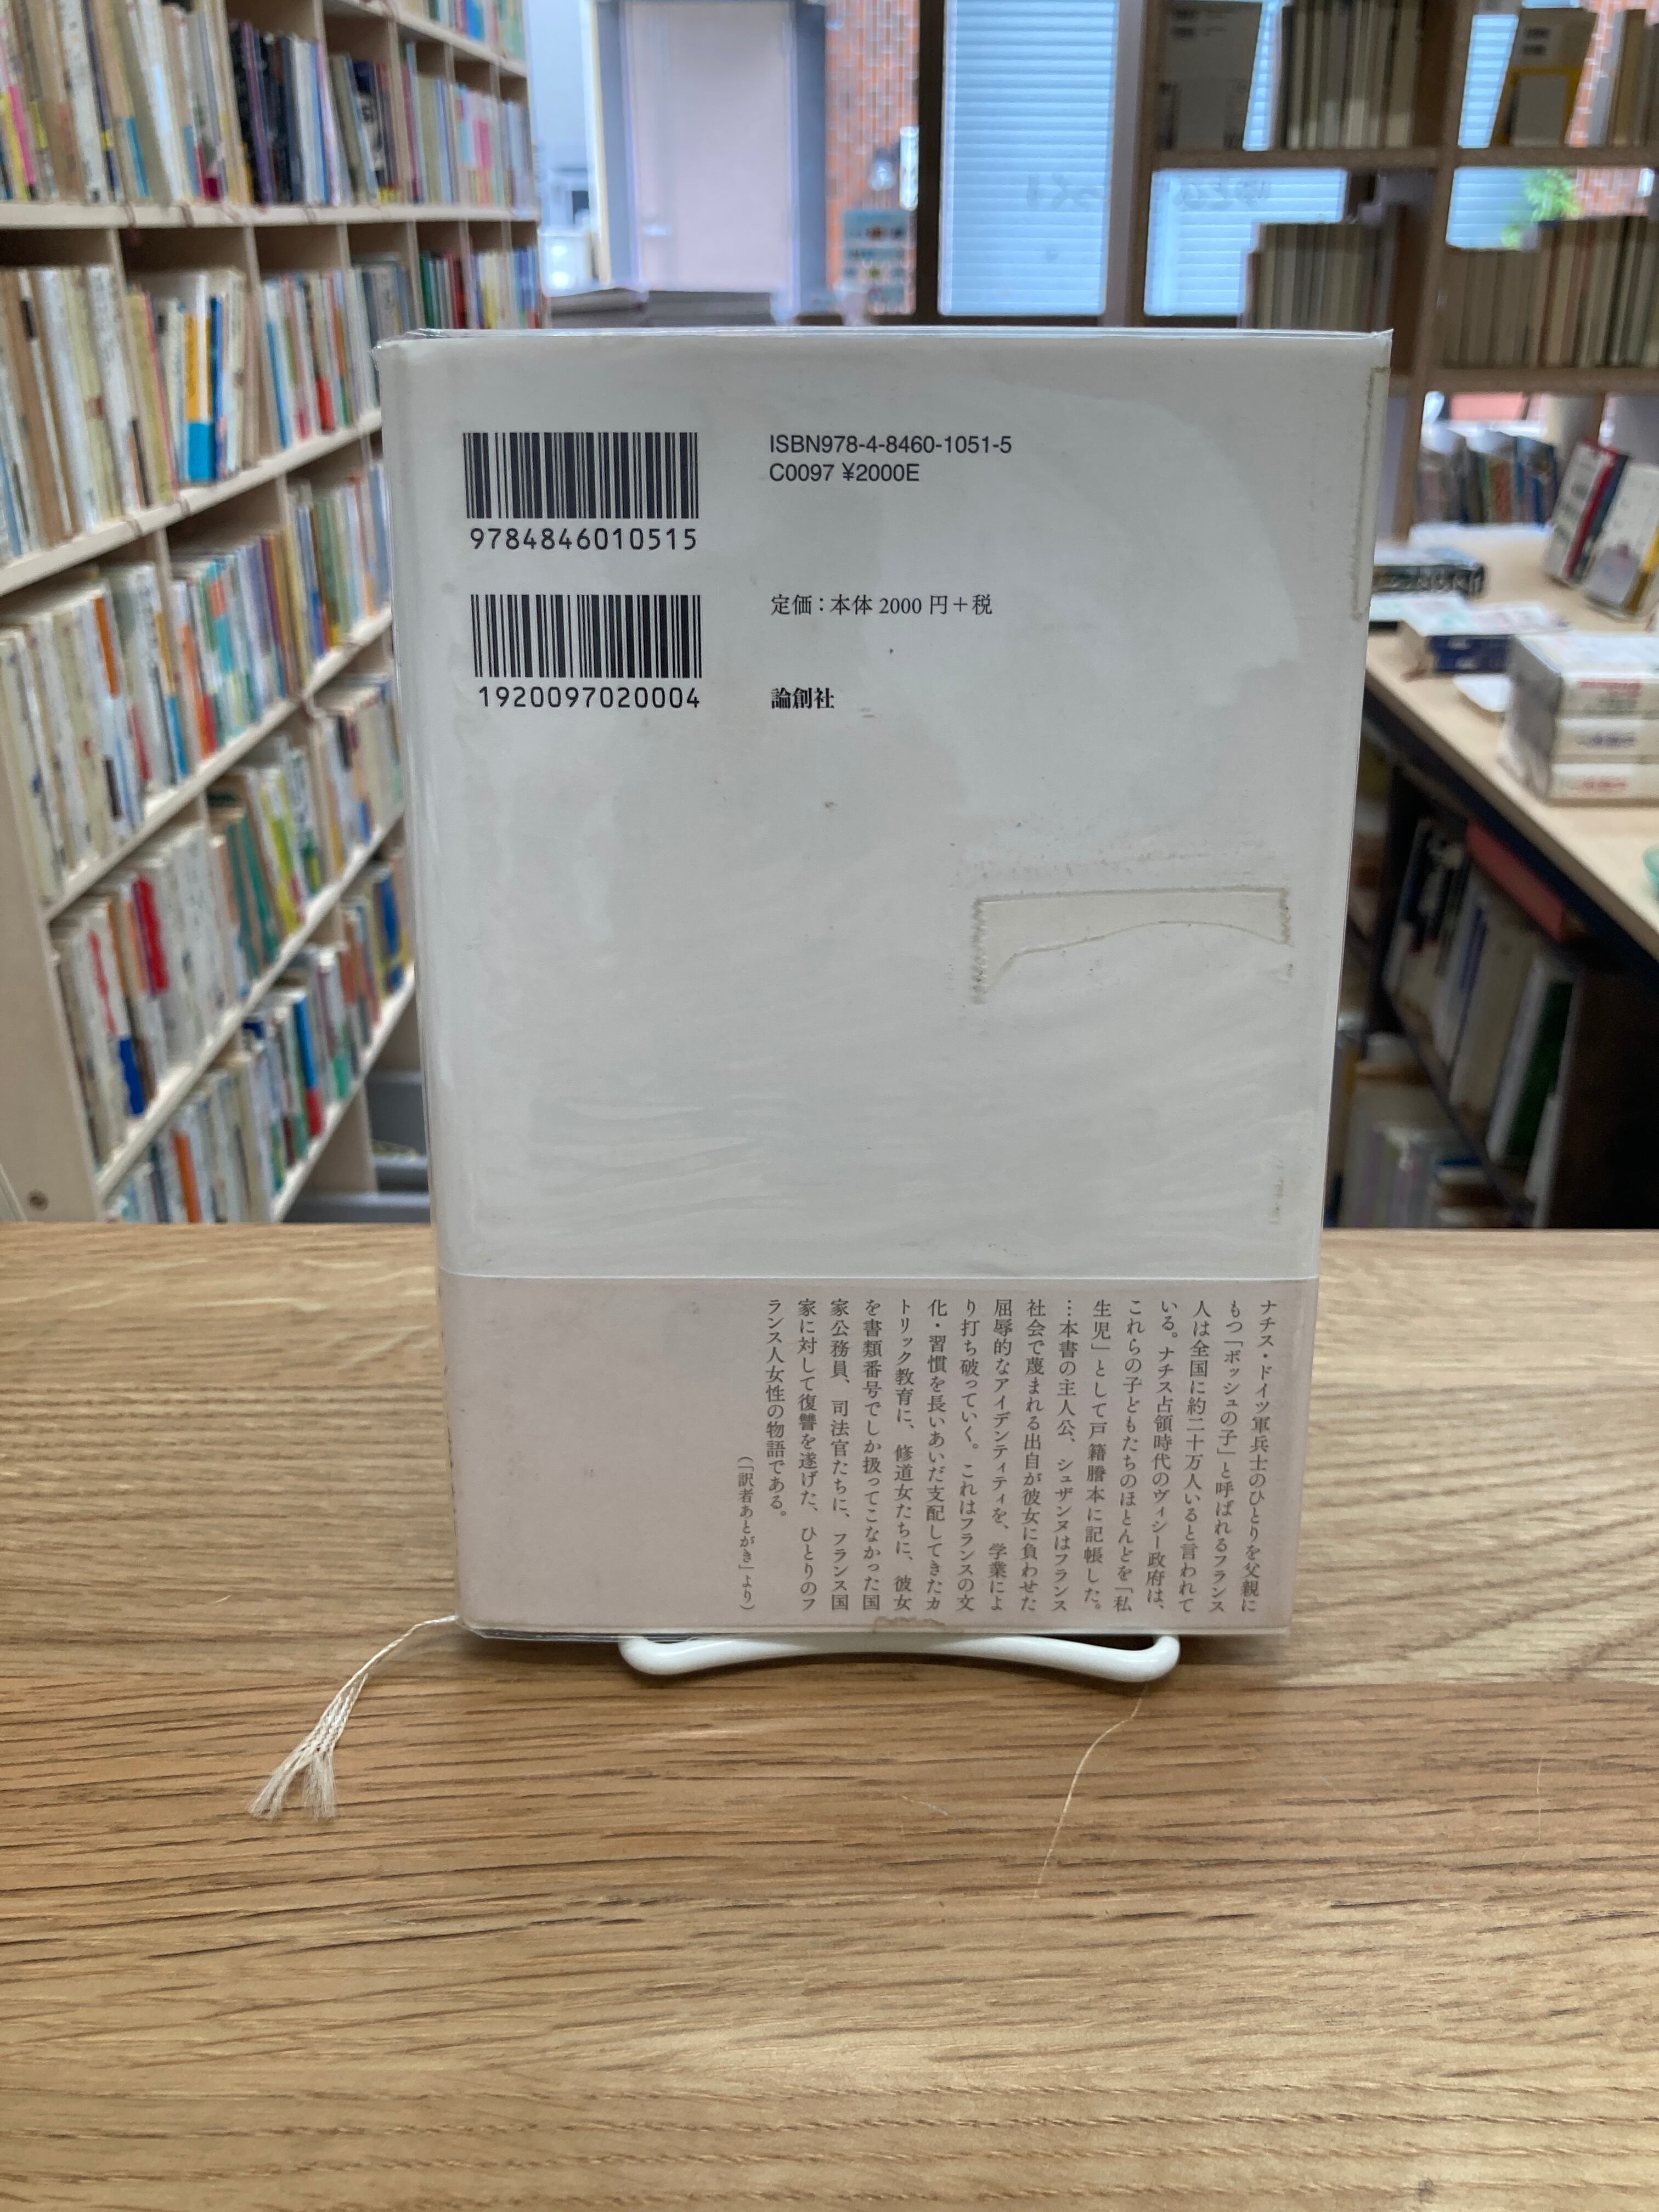 9784846010515
ISBN978-4-8460-1051-5
C0097 ¥2000E
1920097020004
定価：本体 2000 円＋税
論創社
ナチス・ドイツ軍兵士のひとりを父親に
もつ「ボッシュの子」と呼ばれるフランス
人は全国に約二十万人いると言われて
いる。ナチス占領時代のヴィシー政府は、
これらの子どもたちのほとんどを「私
生児」として戸籍謄本に記帳した。
…本書の主人公、シュザンヌはフランス
社会で蔑まれる出自が彼女に負わせた
屈辱的なアイデンティティを、学業によ
り打ち破っていく。これはフランスの文
化・習慣を長いあいだ支配してきたカ
トリック教育に、修道女たちに、彼女
を書類番号でしか扱ってこなかった国
家公務員、司法官たちに、フランス国
家に対して復讐を遂げた、ひとりのフ
ランス人女性の物語である。
（「訳者あとがき」より）